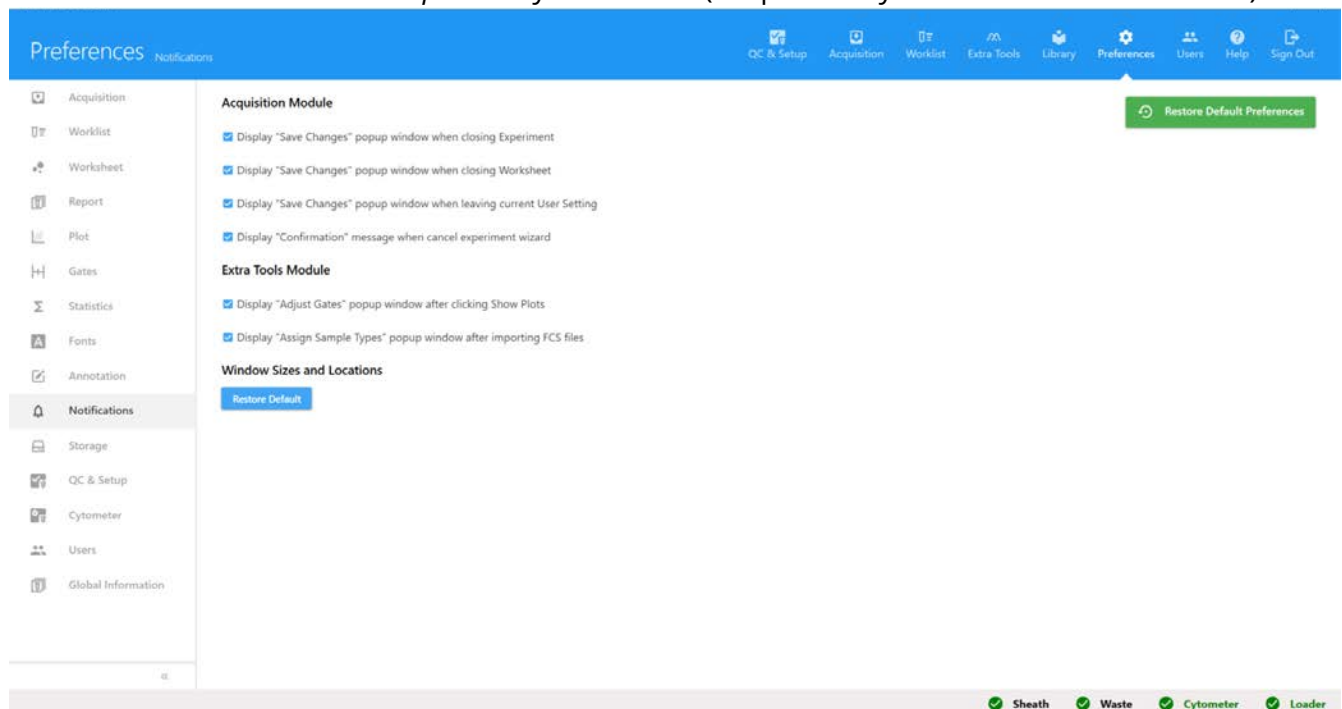 Preferences Notifications
QC & Setup Acquisition Worklist Extra Tools Library Preferences Users Help Sign Out
Acquisition
Worklist
Worksheet
Report
Plot
Gates
Statistics
Fonts
Annotation
Notifications
Storage
QC & Setup
Cytometer
Users
Global Information
Restore Default Preferences
Acquisition Module
Display "Save Changes" popup window when closing Experiment
Display "Save Changes" popup window when closing Worksheet
Display "Save Changes" popup window when leaving current User Setting
Display "Confirmation" message when cancel experiment wizard
Extra Tools Module
Display "Adjust Gates" popup window after clicking Show Plots
Display "Assign Sample Types" popup window after importing FCS files
Window Sizes and Locations
Restore Default
Sheath Waste Cytometer Loader